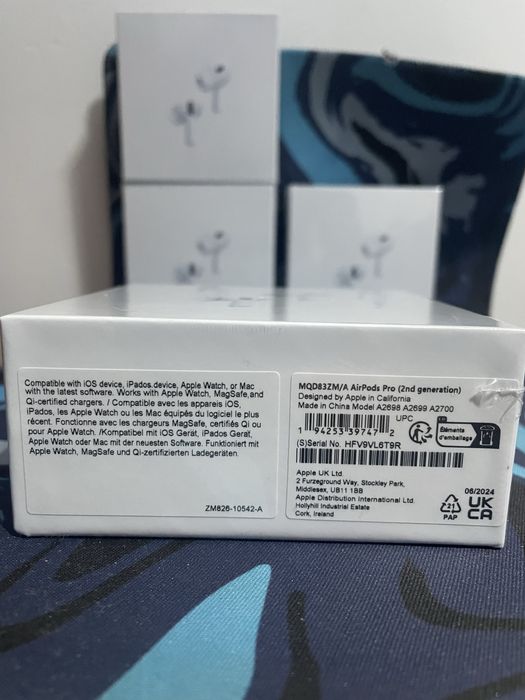 Compatible with iOS device, iPados.device, Apple Watch, or Mac
with the latest software. Works with Apple Watch, MagSafe,and
Qi-certified chargers. / Compatible avec les appareils iOS,
iPados, les Apple Watch ou les Mac équipés du logiciel le plus
récent. Fonctionne avec les chargeurs MagSafe, certifiés Qi ou
pour Apple Watch. /Kompatibel mit iOS Gerät, iPados Gerat,
Apple Watch oder Mac mit der neuesten Software. Funktioniert mit
Apple Watch, MagSafe und Qi-zertifizierten Ladegeräten.
ZM826-10542-A
MQD83ZM/A AirPods Pro (2nd generation)
Designed by Apple in California
Made in China Model A2698 A2699 A2700
UPC
1 94253 39747 2
Éléments
d'emballage
(S)Serial No. HFV9VL6T9R
Apple UK Ltd
2 Furzeground Way, Stockley Park,
Middlesex, UB11 1BB
Apple Distribution International Ltd.
Hollyhill Industrial Estate
Cork, Ireland
21
PAP
06/2024
UK
CA